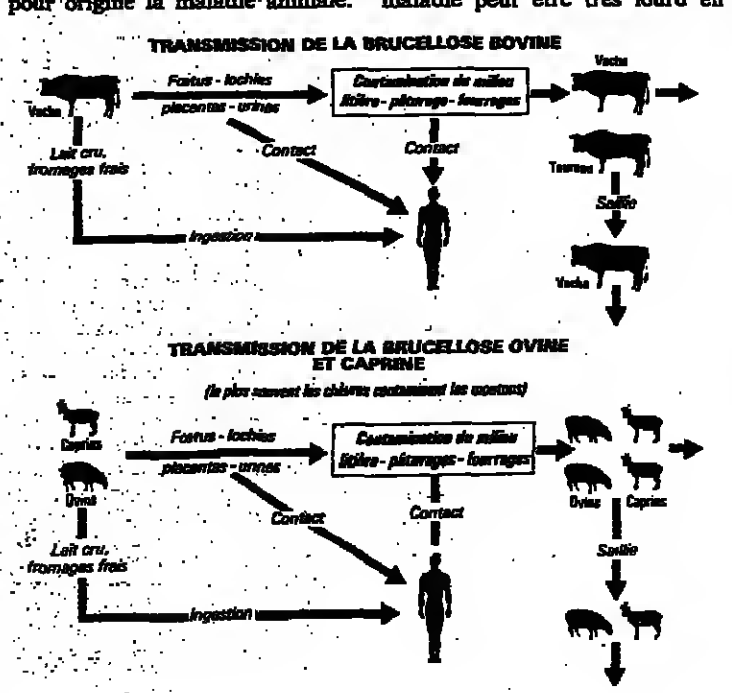 pour origine la maladie animale. maladie peut être très lourd en
TRANSMISSION DE LA BRUCELLOSE BOVINE
Vache
Fœtus - lochies
placentas - urines
Contamination du milieu
litière - pâturage - fourrages
Vache
Lait cru,
fromages frais
Contact
Contact
Taureau
Saillie
Ingestion
Vache
TRANSMISSION DE LA BRUCELLOSE OVINE
ET CAPRINE
(le plus souvent les chèvres contaminent les moutons)
Caprins
Fœtus - lochies
placentas - urines
Contamination du milieu
litière - pâturages - fourrages
Ovins
Ovins Caprins
Contact
Contact
Lait cru,
fromages frais
Saillie
Ingestion